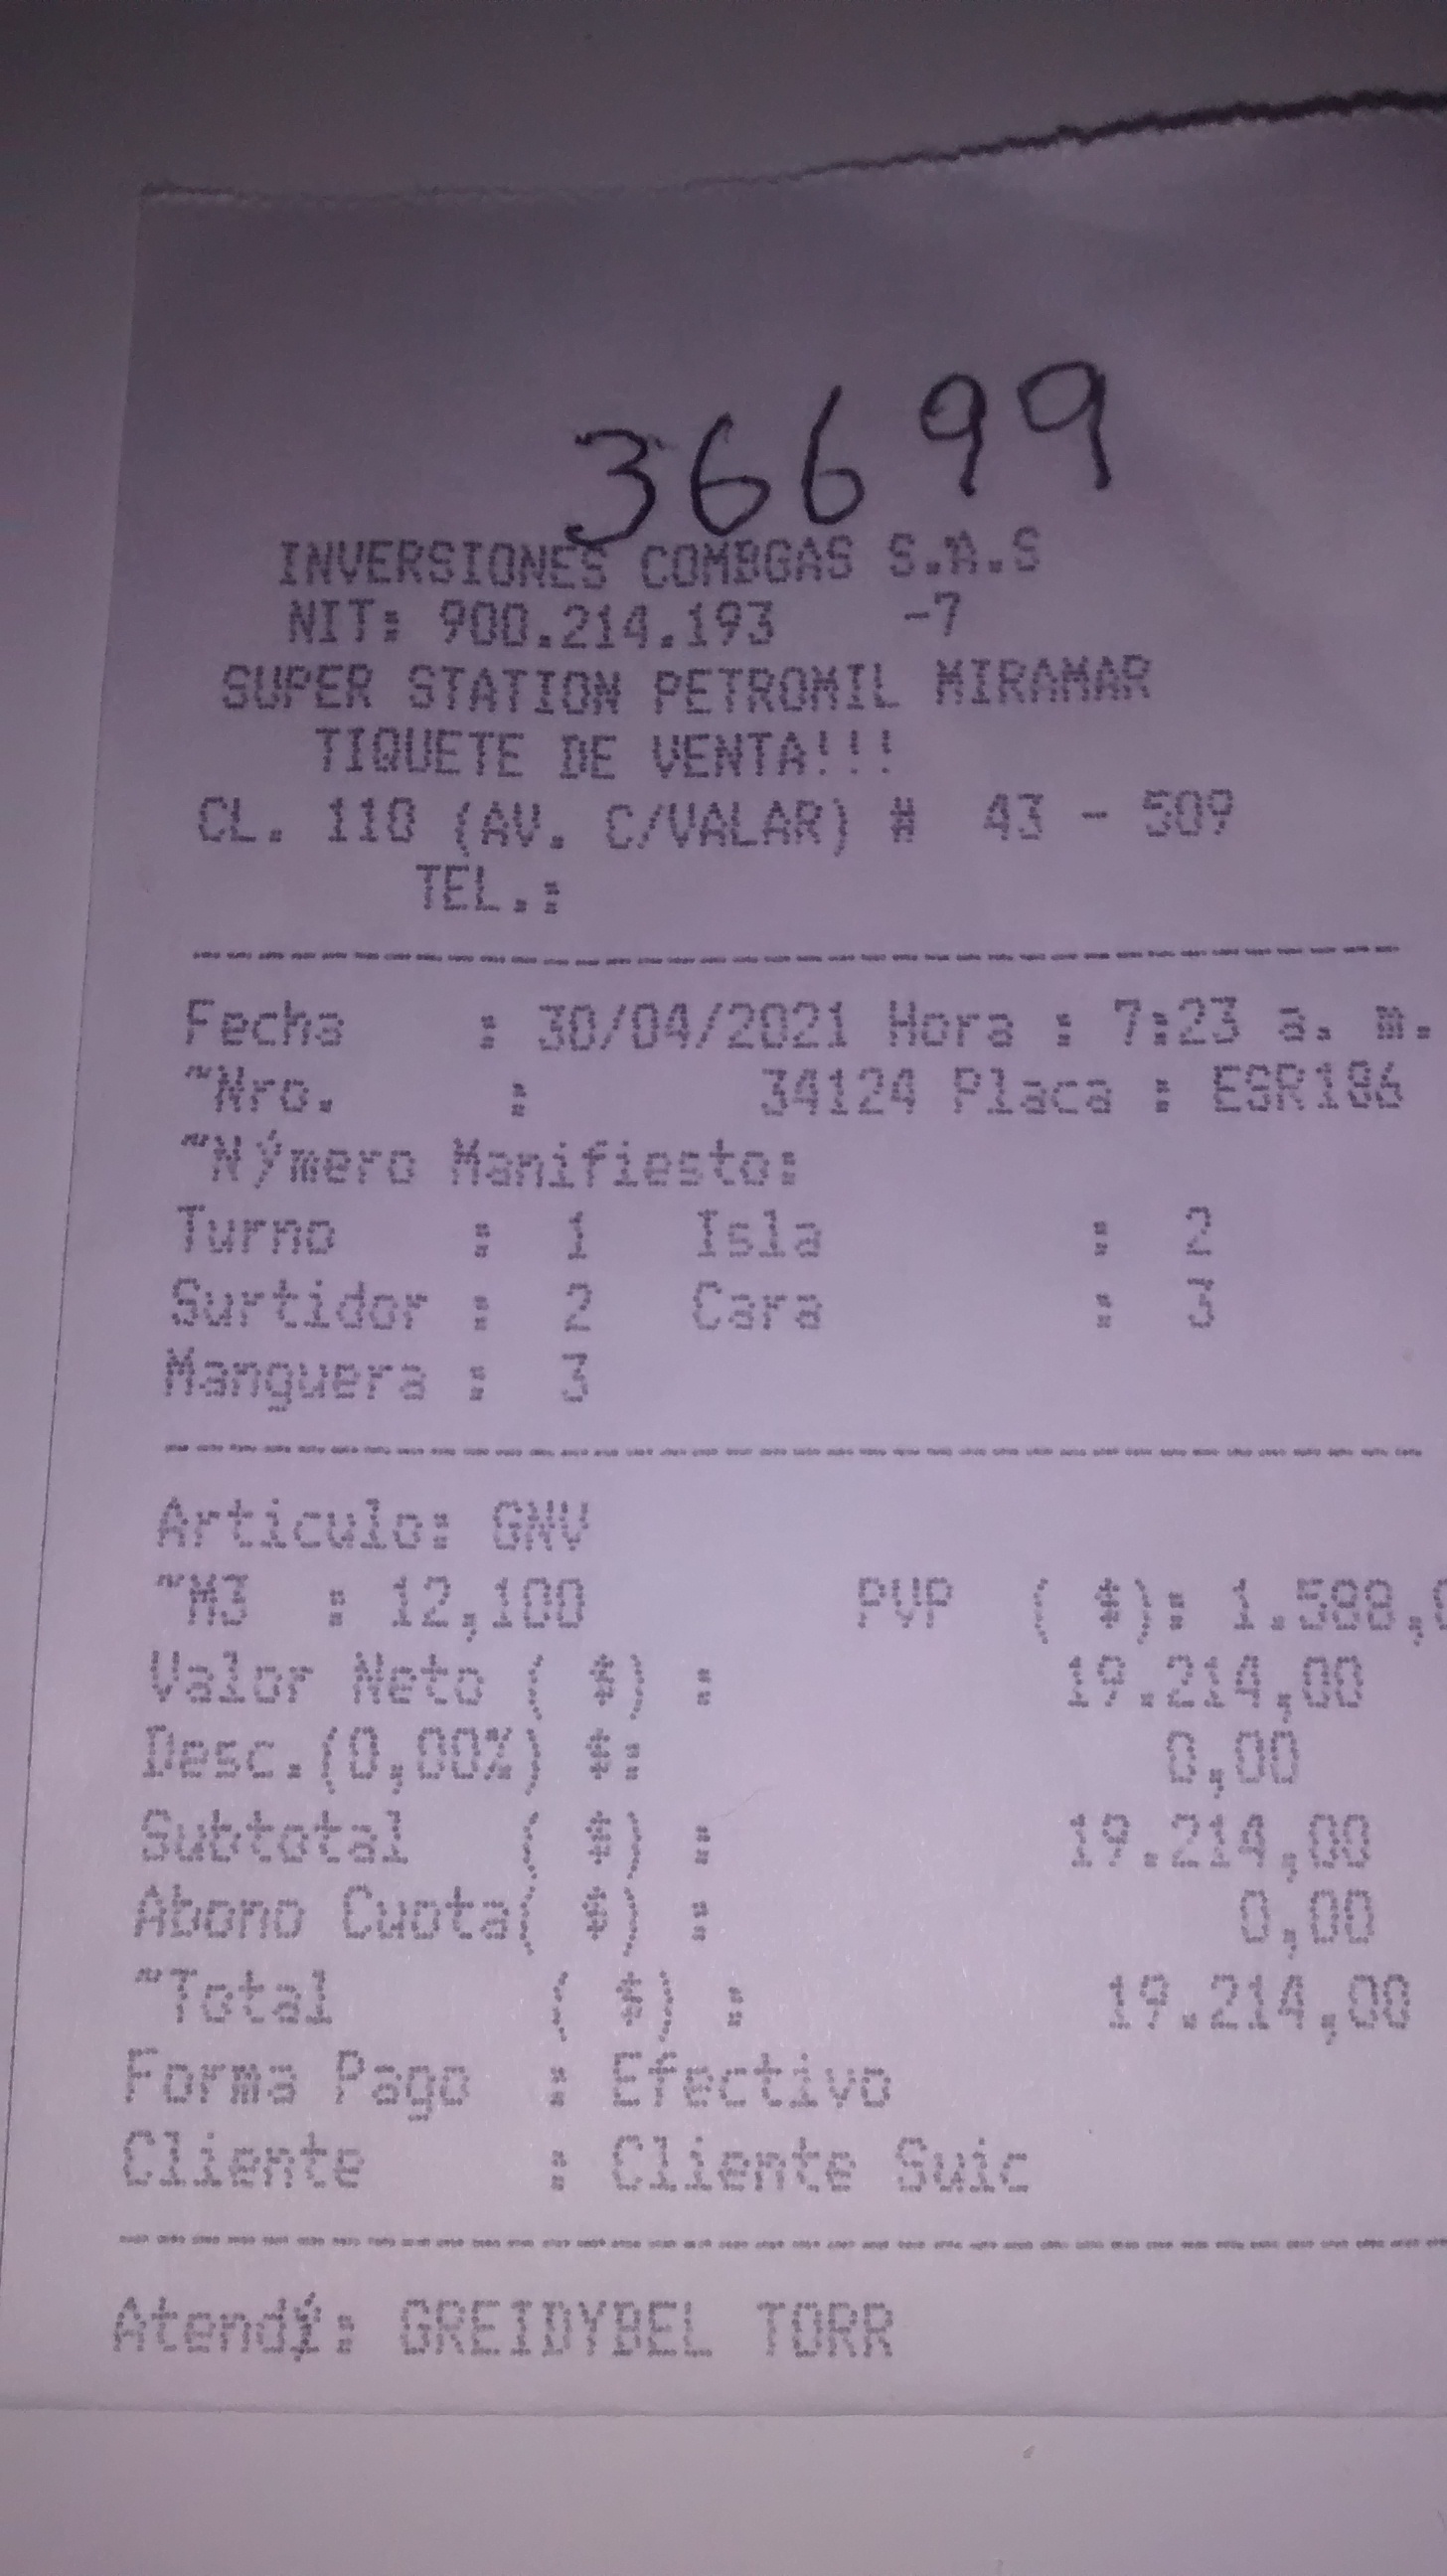 36699
INVERSIONES COMBGAS S.A.S
NIT: 900.214.193 -7
SUPER STATION PETROMIL MIRAMAR
TIQUETE DE VENTA!!!
CL. 110 (AV. C/VALAR) # 43 - 509
TEL.:
Fecha : 30/04/2021 Hora : 7:23 a. m.
~Nro. : 34124 Placa :
~NÝmero Manifiesto:
Turno : 1 Isla : 2
Surtidor : 2 Cara : 3
Manguera : 3
Articulo: GNV
~M3 : 12,100 PVP ( $): 1.588,0
Valor Neto ( $) : 19.214,00
Desc.(0,00%) $: 0,00
Subtotal ( $) : 19.214,00
Abono Cuota( $) : 0,00
~Total ( $) : 19.214,00
Forma Pago : Efectivo
Cliente : Cliente Suic
GREIDYBEL TORR